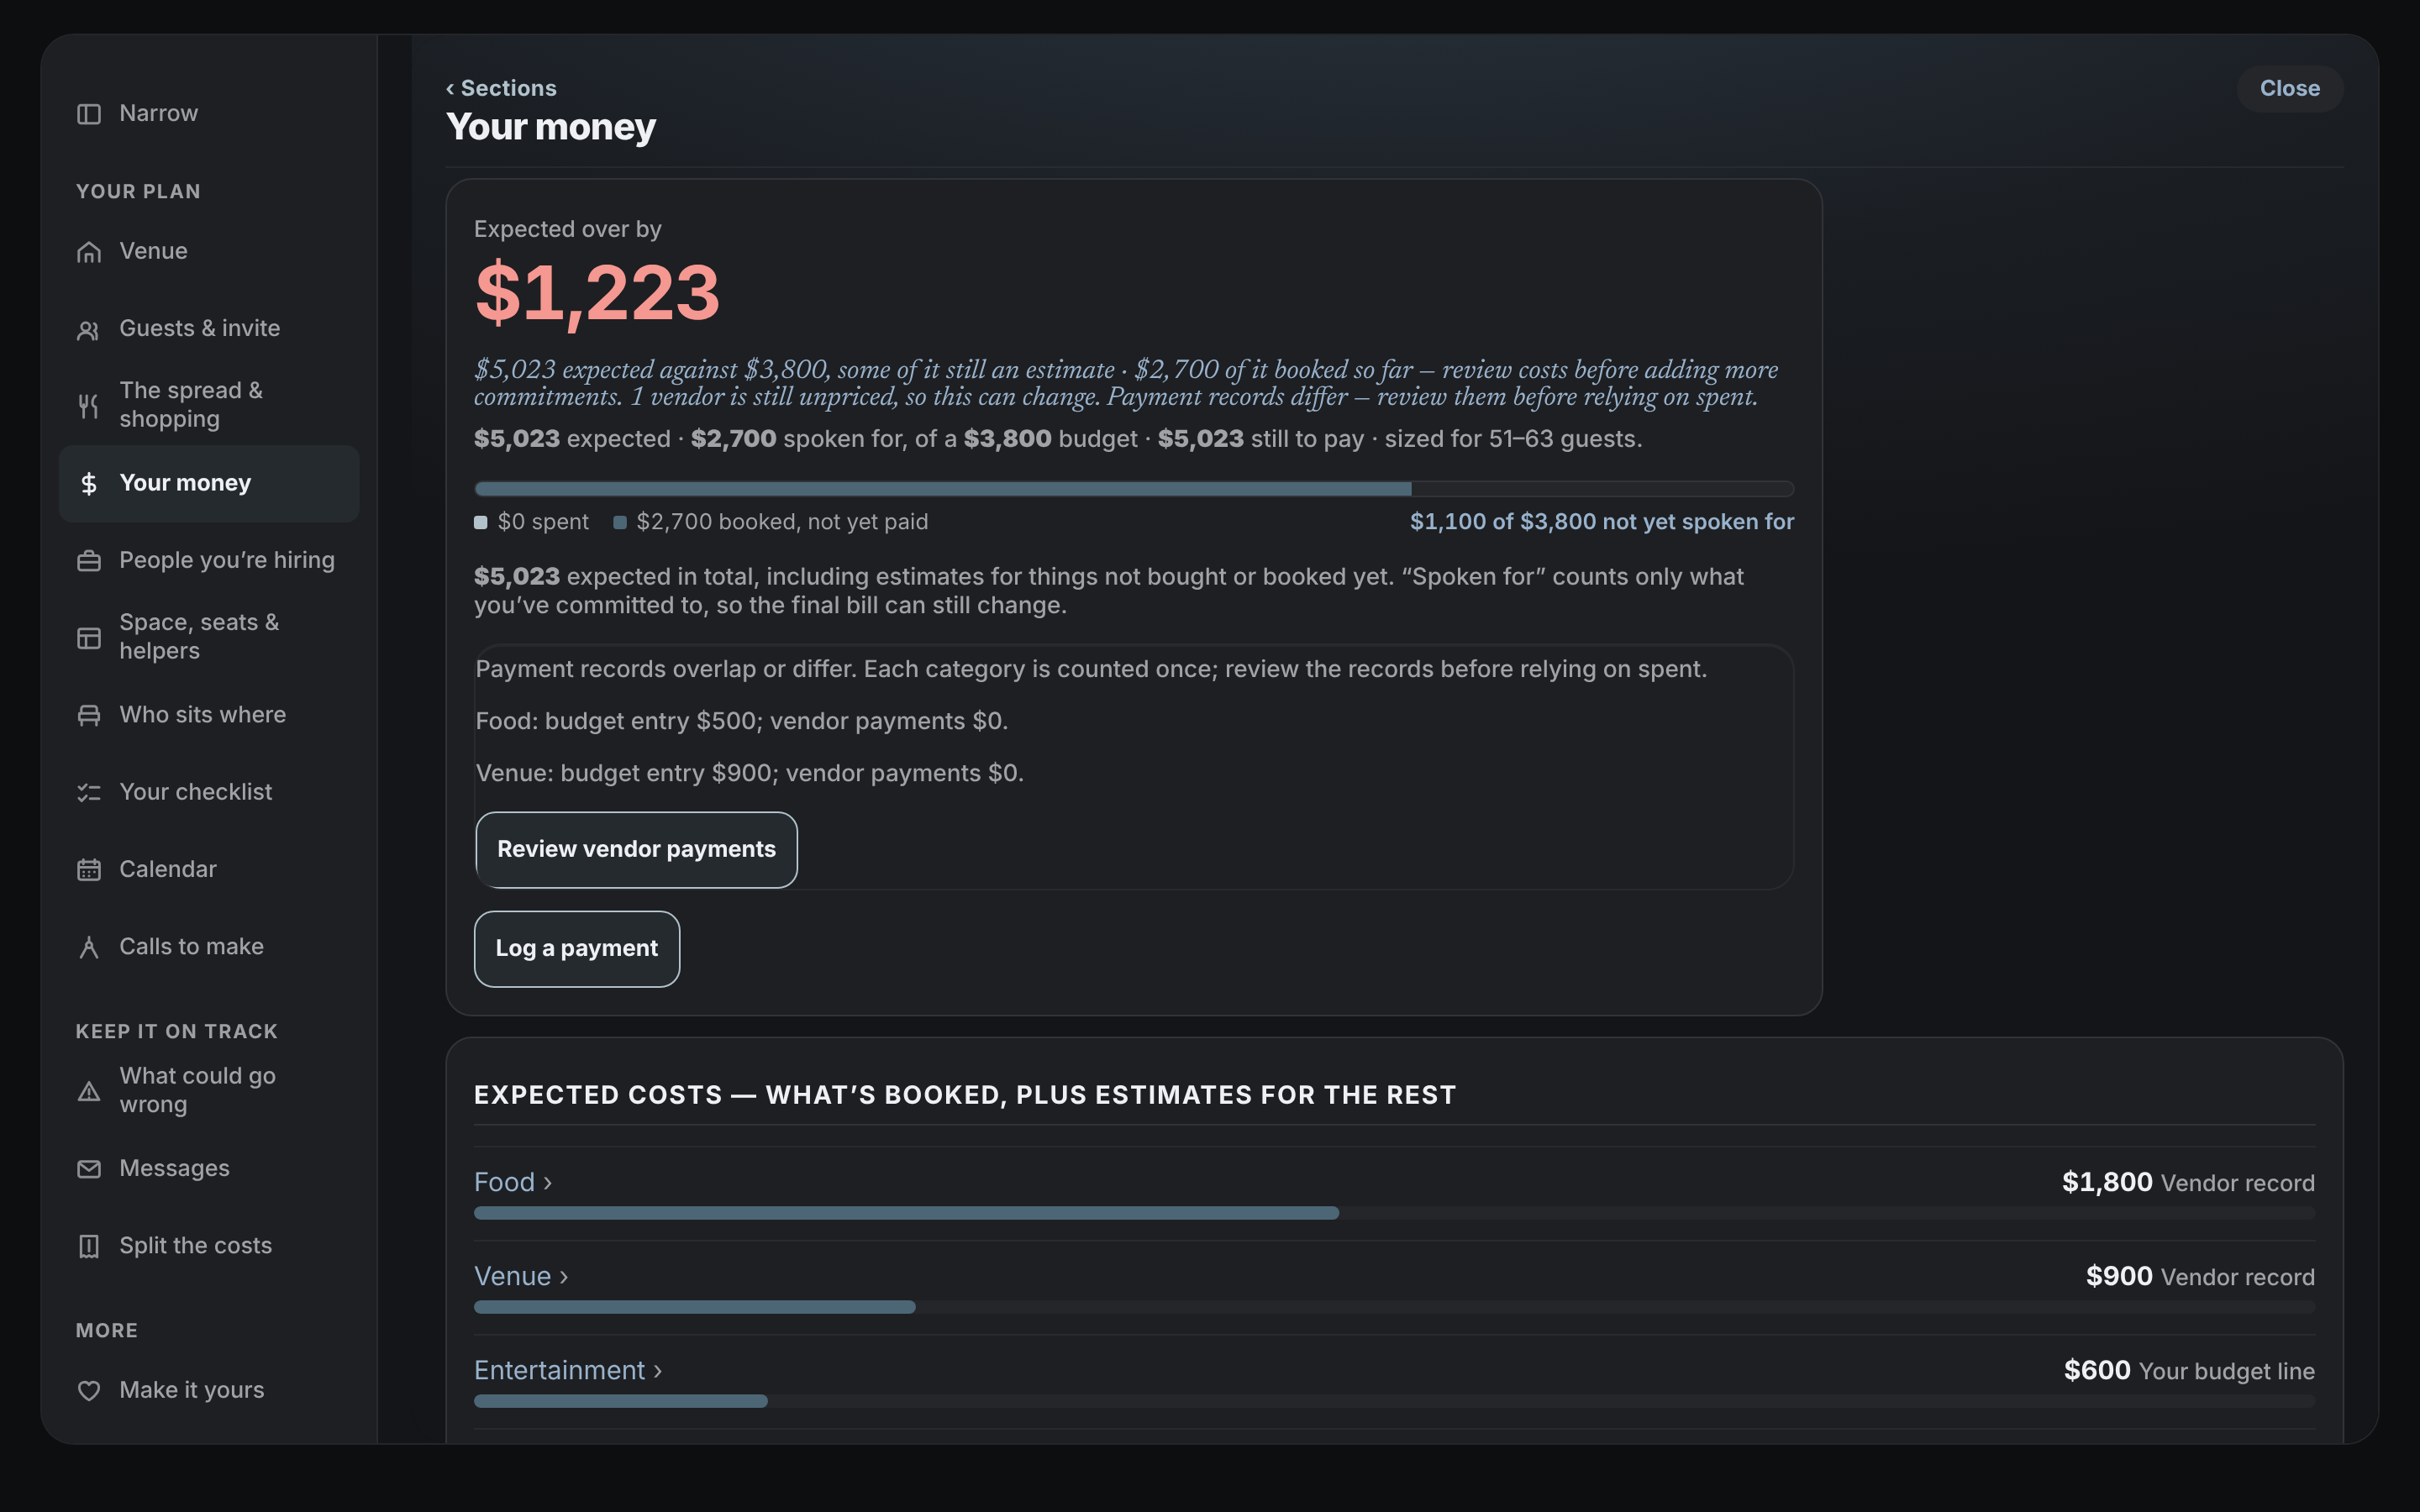 Narrow
YOUR PLAN
Venue
Guests & invite
The spread &
shopping
Your money
People you’re hiring
Space, seats &
helpers
Who sits where
Your checklist
Calendar
Calls to make
KEEP IT ON TRACK
What could go
wrong
Messages
Split the costs
MORE
Make it yours
‹ Sections
Close
Your money
Expected over by
$1,223
$5,023 expected against $3,800, some of it still an estimate · $2,700 of it booked so far – review costs before adding more
commitments. 1 vendor is still unpriced, so this can change. Payment records differ – review them before relying on spent.
$5,023 expected · $2,700 spoken for, of a $3,800 budget · $5,023 still to pay · sized for 51–63 guests.
$0 spent $2,700 booked, not yet paid $1,100 of $3,800 not yet spoken for
$5,023 expected in total, including estimates for things not bought or booked yet. “Spoken for” counts only what
you’ve committed to, so the final bill can still change.
Payment records overlap or differ. Each category is counted once; review the records before relying on spent.
Food: budget entry $500; vendor payments $0.
Venue: budget entry $900; vendor payments $0.
Review vendor payments
Log a payment
EXPECTED COSTS — WHAT’S BOOKED, PLUS ESTIMATES FOR THE REST
Food › $1,800 Vendor record
Venue › $900 Vendor record
Entertainment › $600 Your budget line